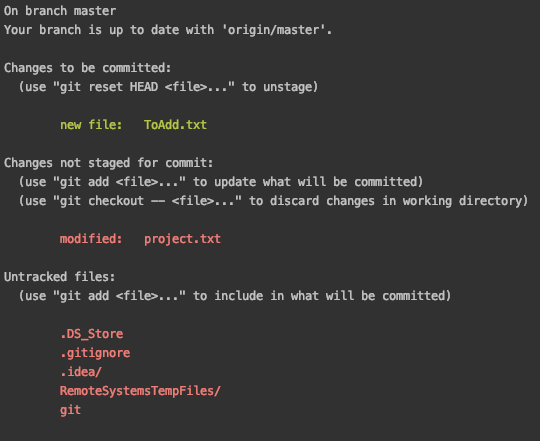 On branch master
Your branch is up to date with 'origin/master'.
Changes to be committed:
(use "git reset HEAD <file>..." to unstage)
new file: ToAdd.txt
Changes not staged for commit:
(use "git add <file>..." to update what will be committed)
(use "git checkout -- <file>..." to discard changes in working directory)
modified: project.txt
Untracked files:
(use "git add <file>..." to include in what will be committed)
.DS_Store
.gitignore
.idea/
RemoteSystemsTempFiles/
git